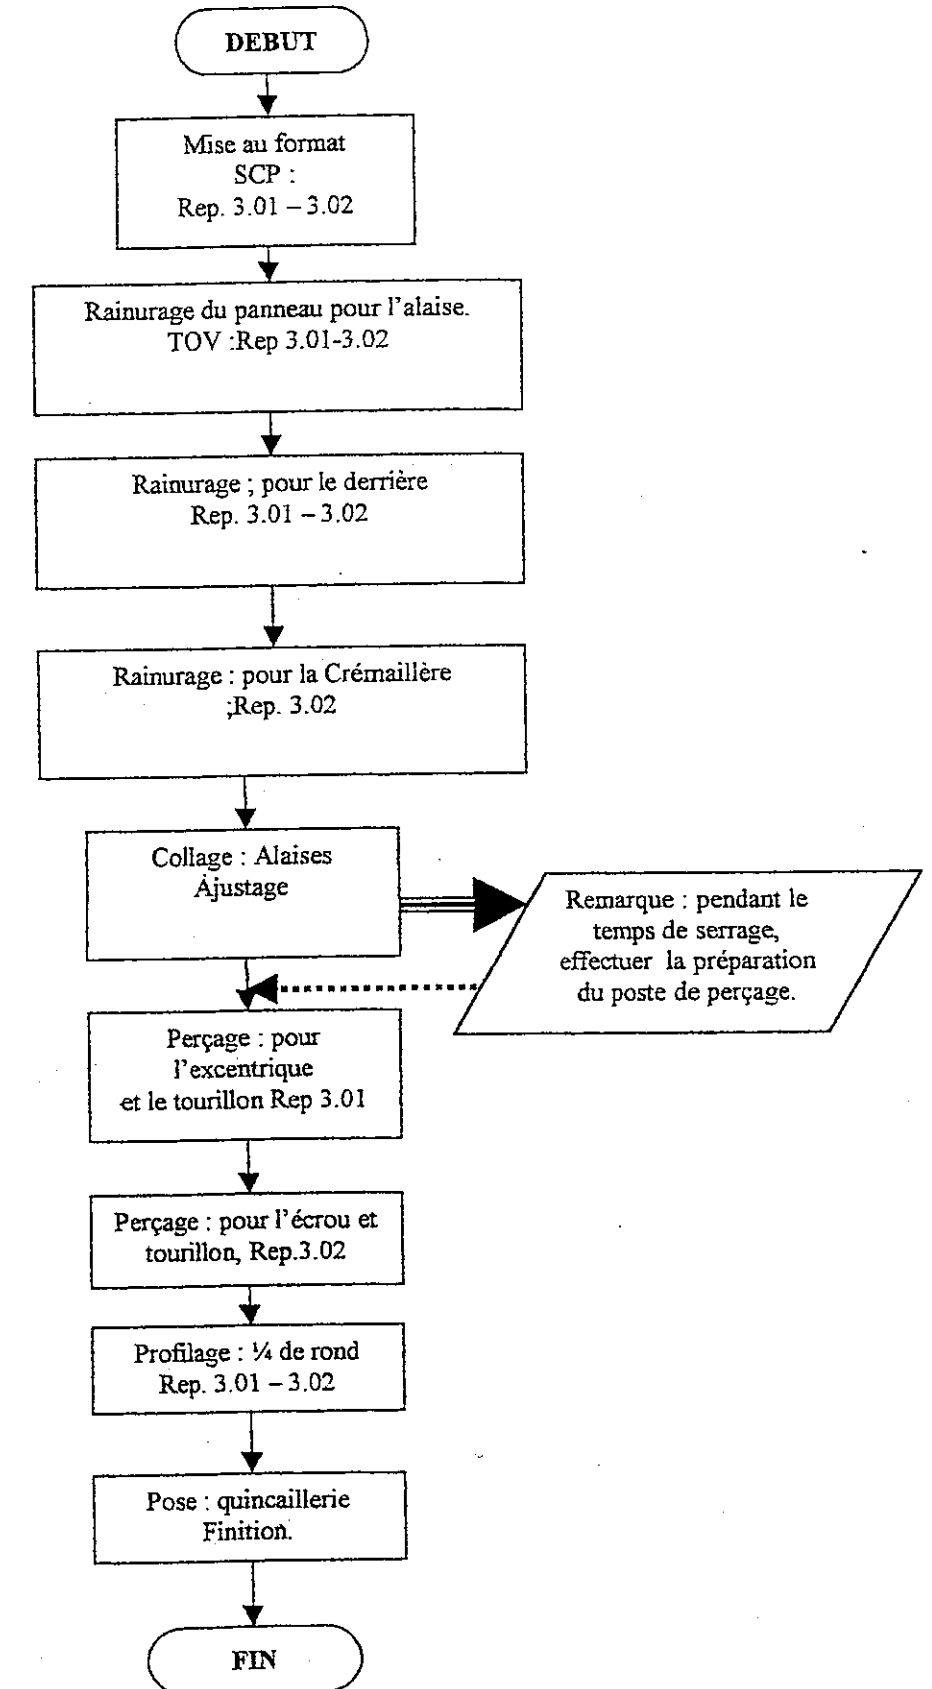 DEBUT
Mise au format
SCP :
Rep. 3.01 – 3.02
Rainurage du panneau pour l'alaise.
TOV :Rep 3.01-3.02
Rainurage ; pour le derrière
Rep. 3.01 – 3.02
Rainurage : pour la Crémaillère
;Rep. 3.02
Collage : Alaises
Ajustage
Remarque : pendant le
temps de serrage,
effectuer la préparation
du poste de perçage.
Perçage : pour
l'excentrique
et le tourillon Rep 3.01
Perçage : pour l'écrou et
tourillon, Rep.3.02
Profilage : ¼ de rond
Rep. 3.01 – 3.02
Pose : quincaillerie
Finition.
FIN